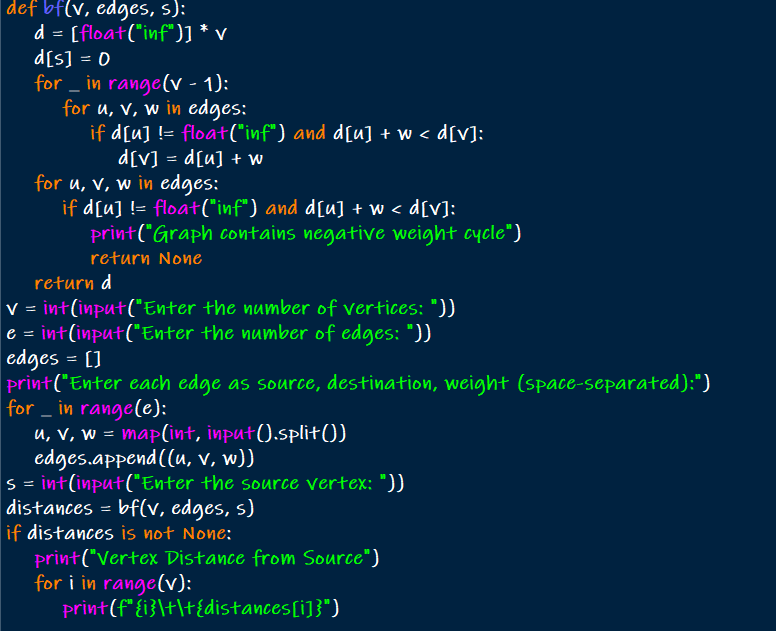 def bf(v, edges, s):
    d = [float("inf")] * v
    d[s] = 0
    for _ in range(v - 1):
        for u, v, w in edges:
            if d[u] != float("inf") and d[u] + w < d[v]:
                d[v] = d[u] + w
    for u, v, w in edges:
        if d[u] != float("inf") and d[u] + w < d[v]:
            print("Graph contains negative weight cycle")
            return None
    return d
v = int(input("Enter the number of vertices: "))
e = int(input("Enter the number of edges: "))
edges = []
print("Enter each edge as source, destination, weight (space-separated):")
for _ in range(e):
    u, v, w = map(int, input().split())
    edges.append((u, v, w))
s = int(input("Enter the source vertex: "))
distances = bf(v, edges, s)
if distances is not None:
    print("Vertex Distance from Source")
    for i in range(v):
        print(f"{i}\t\t{distances[i]}")